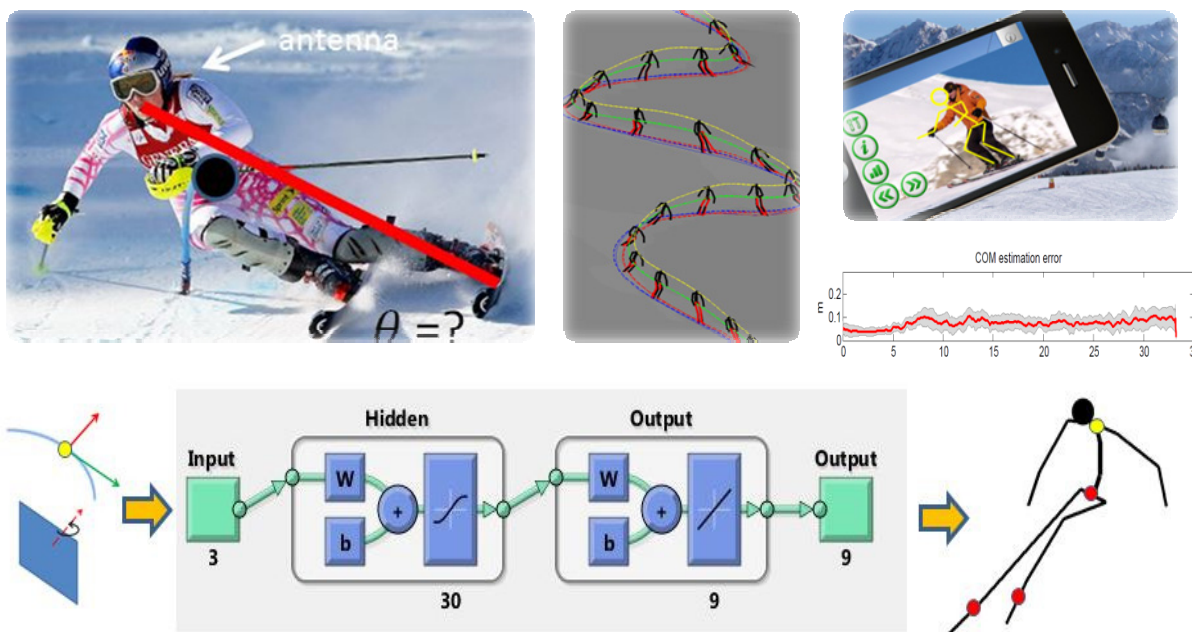 antenna
θ =?
COM estimation error
m
0.2
0.1
0
0 5 10 15 20 25 30 35
Hidden
Output
Input
W
b
+
W
b
+
Output
3
30
9
9